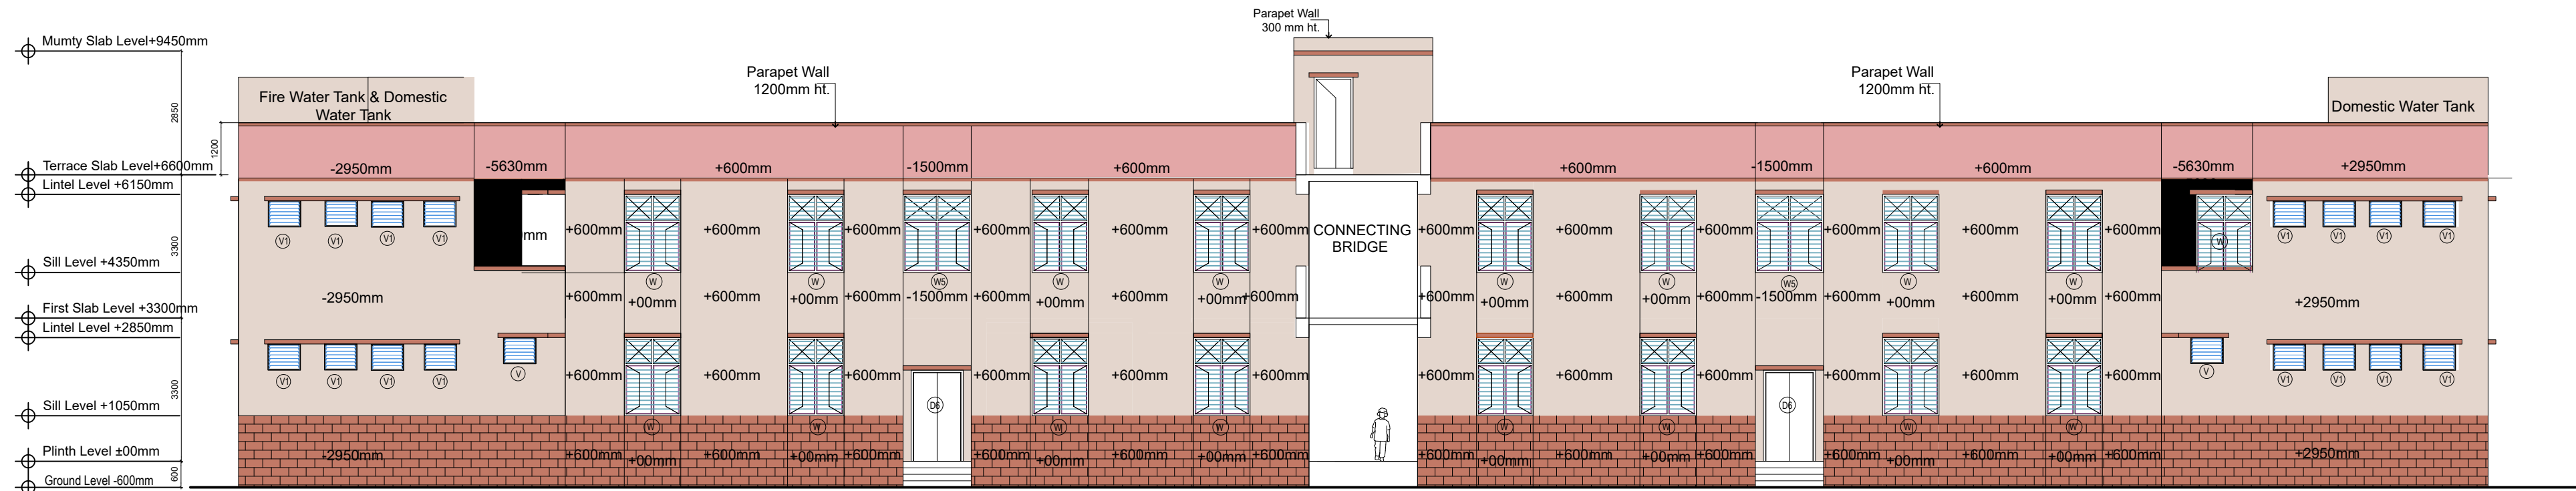 Parapet Wall
300 mm ht.
Mumty Slab Level+9450mm
Parapet Wall
1200mm ht.
Parapet Wall
1200mm ht.
Fire Water Tank & Domestic
Water Tank
Domestic Water Tank
2850
1200
Terrace Slab Level+6600mm
-2950mm
-5630mm
+600mm
-1500mm
+600mm
+600mm
-1500mm
+600mm
-5630mm
+2950mm
Lintel Level +6150mm
mm
+600mm
+600mm
+600mm
+600mm
+600mm
+600mm
CONNECTING
BRIDGE
+600mm
+600mm
+600mm
+600mm
+600mm
+600mm
V1 V1 V1 V1
W
V1 V1 V1 V1
3300
Sill Level +4350mm
W W W5 W W
W W W5 W W
-2950mm
+600mm
+00mm
+00mm
+600mm
-1500mm
+600mm
+00mm
+00mm
+600mm
+600mm
+00mm
+00mm
+600mm
-1500mm
+600mm
+00mm
+00mm
+600mm
+2950mm
First Slab Level +3300mm
Lintel Level +2850mm
3300
V1 V1 V1 V1
V
+600mm
+600mm
+600mm
+600mm
+600mm
+600mm
+600mm
+600mm
+600mm
+600mm
+600mm
+600mm
V
V1 V1 V1 V1
D6
D6
Sill Level +1050mm
W W W W
W W W W
Plinth Level ±00mm
-2950mm
+600mm
+00mm
+600mm
+00mm
+600mm
+600mm
+00mm
+600mm
+00mm
+600mm
+600mm
+00mm
+600mm
+00mm
+600mm
+600mm
+00mm
+600mm
+00mm
+600mm
+2950mm
600
Ground Level -600mm